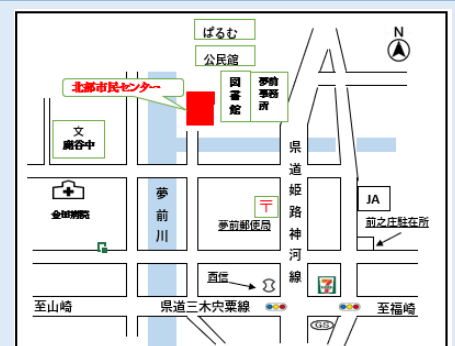 ぱるむ
公民館
N
北部市民センター
図書館
夢前事務所
文
鹿谷中
県道姫路神河線
夢前川
JA
夢前郵便局
前之庄駐在所
西信
7
至山崎
県道三木宍粟線
至福崎
GS